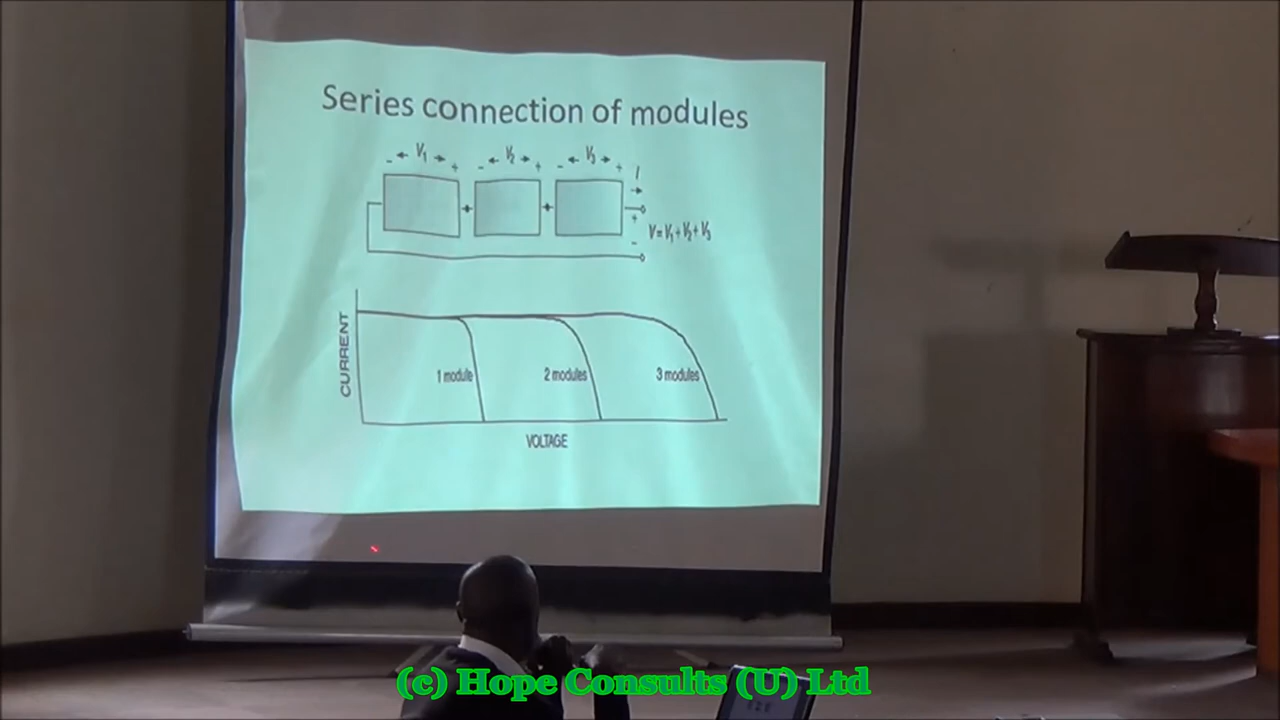 Series connection of modules
- V1 +
- V2 +
- V3 +
I
+
V=V1+V2+V3
-
CURRENT
1 module
2 modules
3 modules
VOLTAGE
(c) Hope Consults (U) Ltd